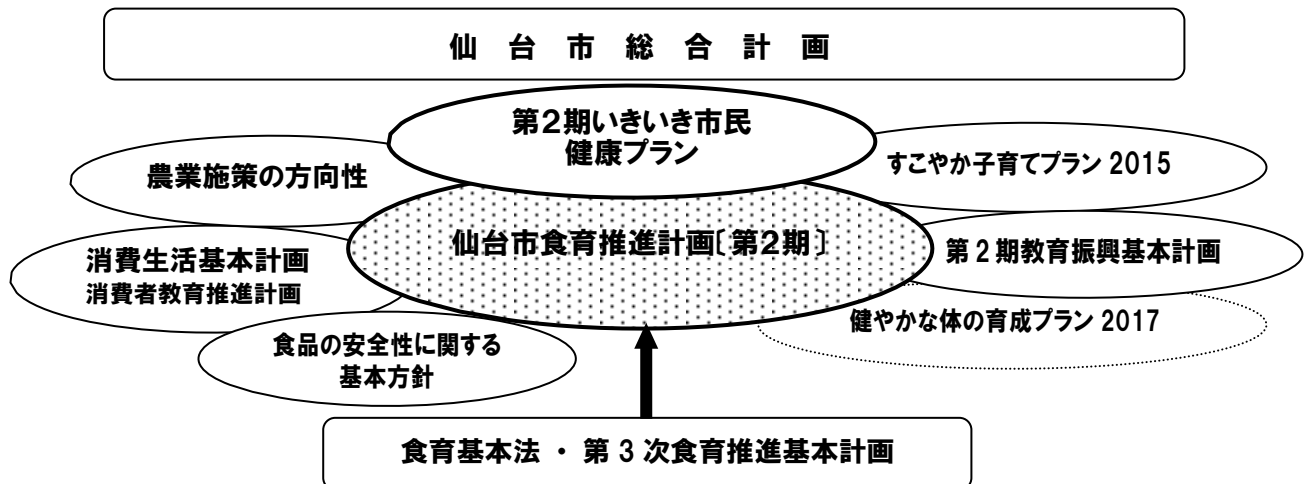 仙台市総合計画
第2期いきいき市民
健康プラン
農業施策の方向性
すこやか子育てプラン 2015
仙台市食育推進計画〔第2期〕
消費生活基本計画
消費者教育推進計画
第2期教育振興基本計画
食品の安全性に関する
基本方針
健やかな体の育成プラン 2017
食育基本法 ・ 第3次食育推進基本計画